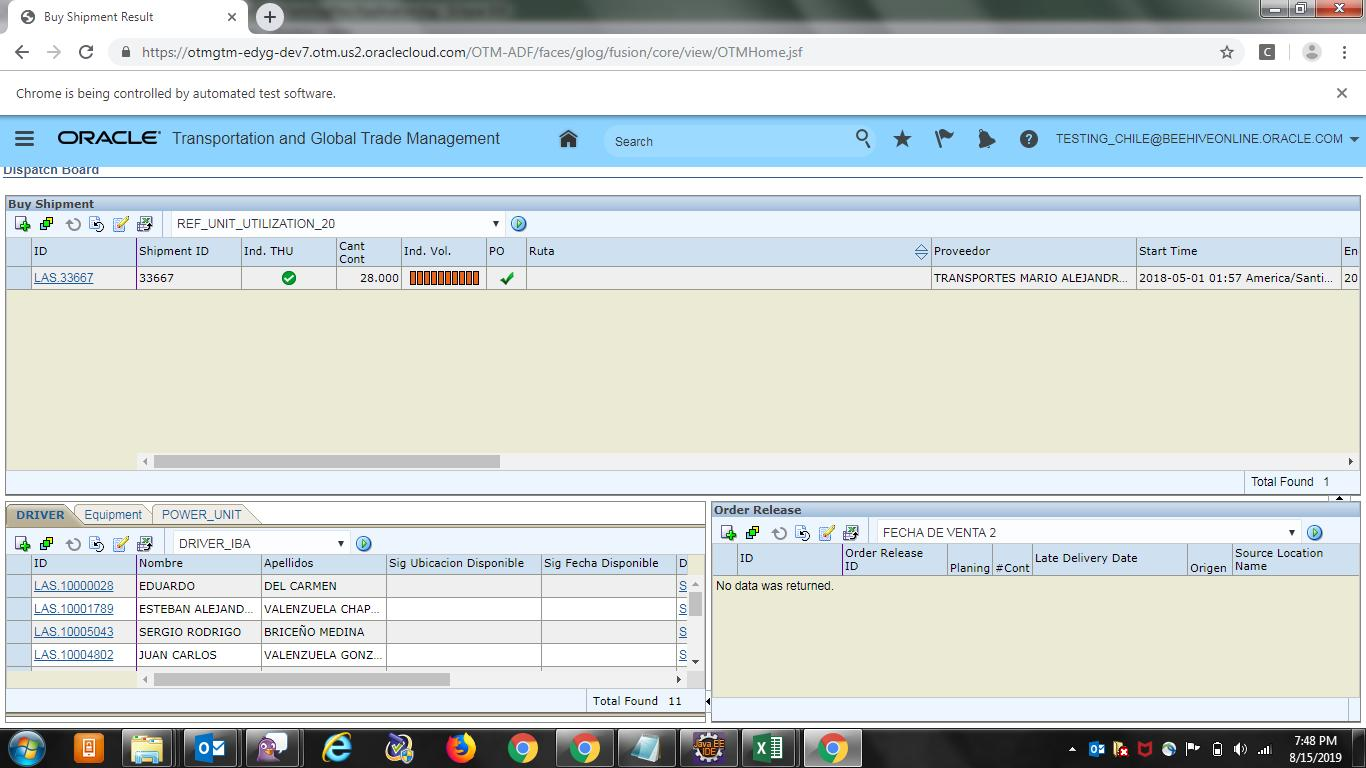 Buy Shipment Result
https://otmgtm-edyg-dev7.otm.us2.oraclecloud.com/OTM-ADF/faces/glog/fusion/core/view/OTMHome.jsf
C
Chrome is being controlled by automated test software.
ORACLE Transportation and Global Trade Management
Search
TESTING_CHILE@BEEHIVEONLINE.ORACLE.COM
Dispatch Board
Buy Shipment
REF_UNIT_UTILIZATION_20
ID Shipment ID Ind. THU Cant Cont Ind. Vol. PO Ruta Proveedor Start Time En
LAS.33667 33667 28.000 TRANSPORTES MARIO ALEJANDR... 2018-05-01 01:57 America/Santi... 20
Total Found 1
DRIVER Equipment POWER_UNIT
DRIVER_IBA
ID Nombre Apellidos Sig Ubicacion Disponible Sig Fecha Disponible D
LAS.10000028 EDUARDO DEL CARMEN S
LAS.10001789 ESTEBAN ALEJAND... VALENZUELA CHAP... S
LAS.10005043 SERGIO RODRIGO BRICEÑO MEDINA S
LAS.10004802 JUAN CARLOS VALENZUELA GONZ... S
Total Found 11
Order Release
FECHA DE VENTA 2
ID Order Release ID Planing #Cont Late Delivery Date Origen Source Location Name
No data was returned.
Java EE
IDE
7:48 PM
8/15/2019